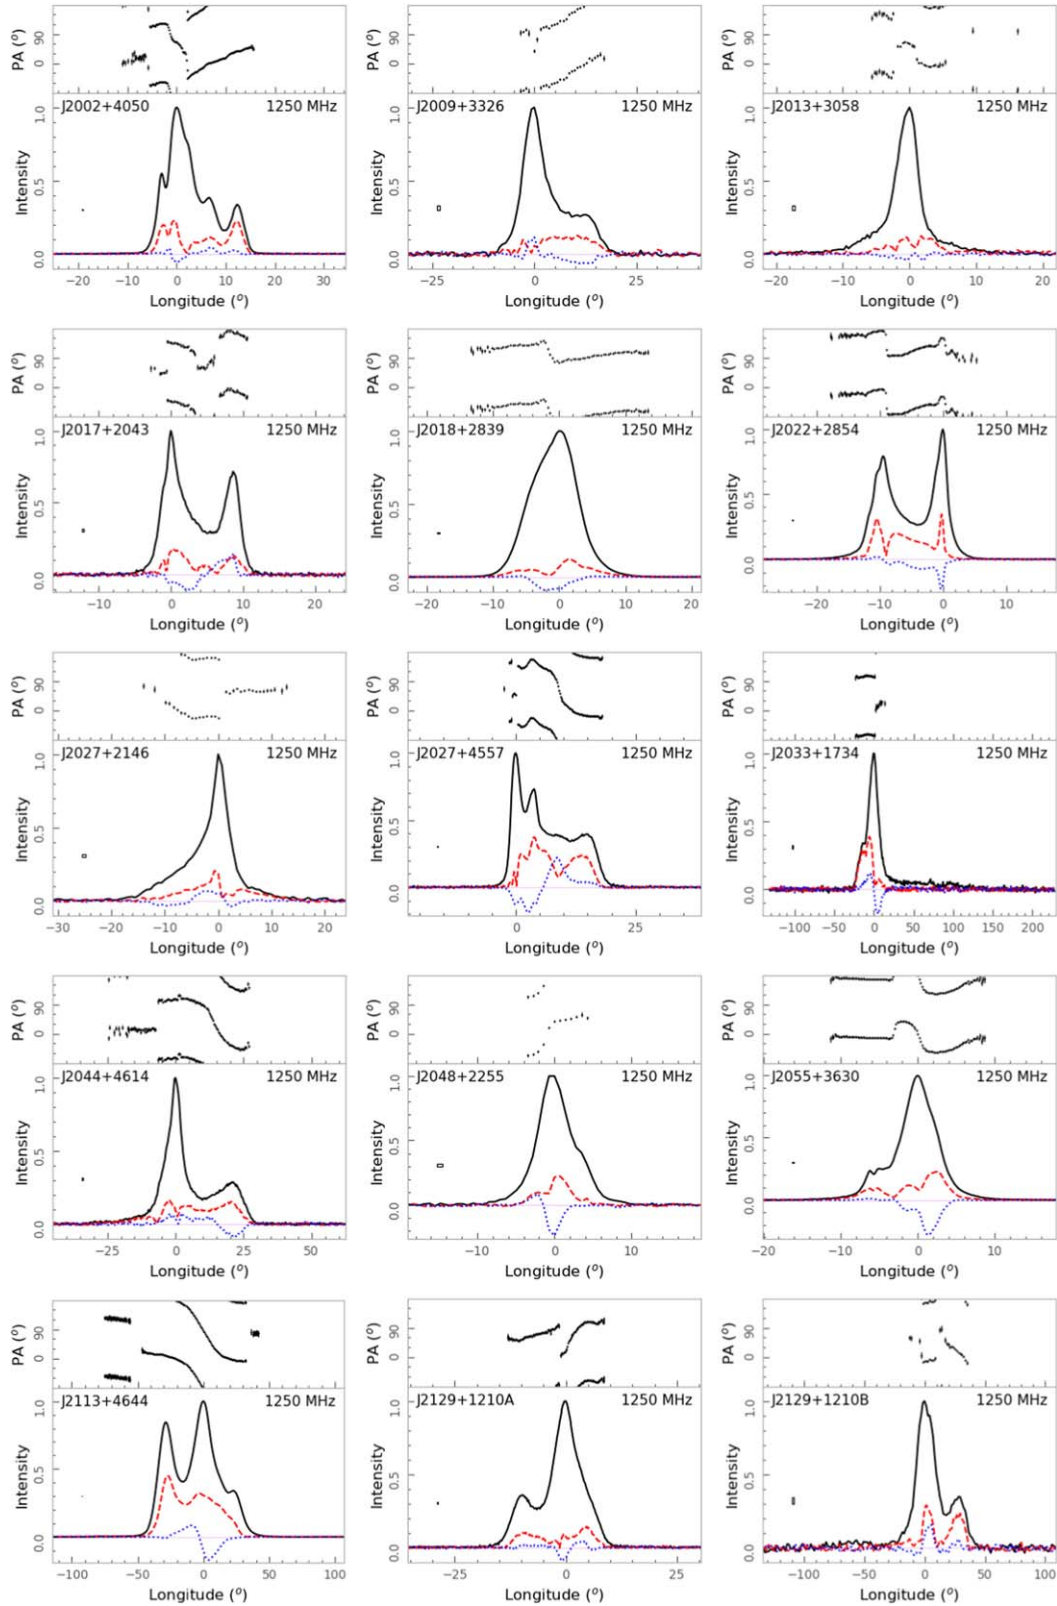 PA (°) 90 0
PA (°) 90 0
PA (°) 90 0
J2002+4050 1250 MHz
J2009+3326 1250 MHz
J2013+3058 1250 MHz
Intensity 1.0 0.5 0.0
Intensity 1.0 0.5 0.0
Intensity 1.0 0.5 0.0
−20 −10 0 10 20 30
−25 0 25
−20 −10 0 10 20
Longitude (°)
Longitude (°)
Longitude (°)
PA (°) 90 0
PA (°) 90 0
PA (°) 90 0
J2017+2043 1250 MHz
J2018+2839 1250 MHz
J2022+2854 1250 MHz
Intensity 1.0 0.5 0.0
Intensity 1.0 0.5 0.0
Intensity 1.0 0.5 0.0
−10 0 10 20
−20 −10 0 10 20
−20 −10 0 10
Longitude (°)
Longitude (°)
Longitude (°)
PA (°) 90 0
PA (°) 90 0
PA (°) 90 0
J2027+2146 1250 MHz
J2027+4557 1250 MHz
J2033+1734 1250 MHz
Intensity 1.0 0.5 0.0
Intensity 1.0 0.5 0.0
Intensity 1.0 0.5 0.0
−30 −20 −10 0 10 20
0 25
−100 −50 0 50 100 150 200
Longitude (°)
Longitude (°)
Longitude (°)
PA (°) 90 0
PA (°) 90 0
PA (°) 90 0
J2044+4614 1250 MHz
J2048+2255 1250 MHz
J2055+3630 1250 MHz
Intensity 1.0 0.5 0.0
Intensity 1.0 0.5 0.0
Intensity 1.0 0.5 0.0
−25 0 25 50
−10 0 10
−20 −10 0 10
Longitude (°)
Longitude (°)
Longitude (°)
PA (°) 90 0
PA (°) 90 0
PA (°) 90 0
J2113+4644 1250 MHz
J2129+1210A 1250 MHz
J2129+1210B 1250 MHz
Intensity 1.0 0.5 0.0
Intensity 1.0 0.5 0.0
Intensity 1.0 0.5 0.0
−100 −50 0 50 100
−25 0 25
−100 −50 0 50 100
Longitude (°)
Longitude (°)
Longitude (°)